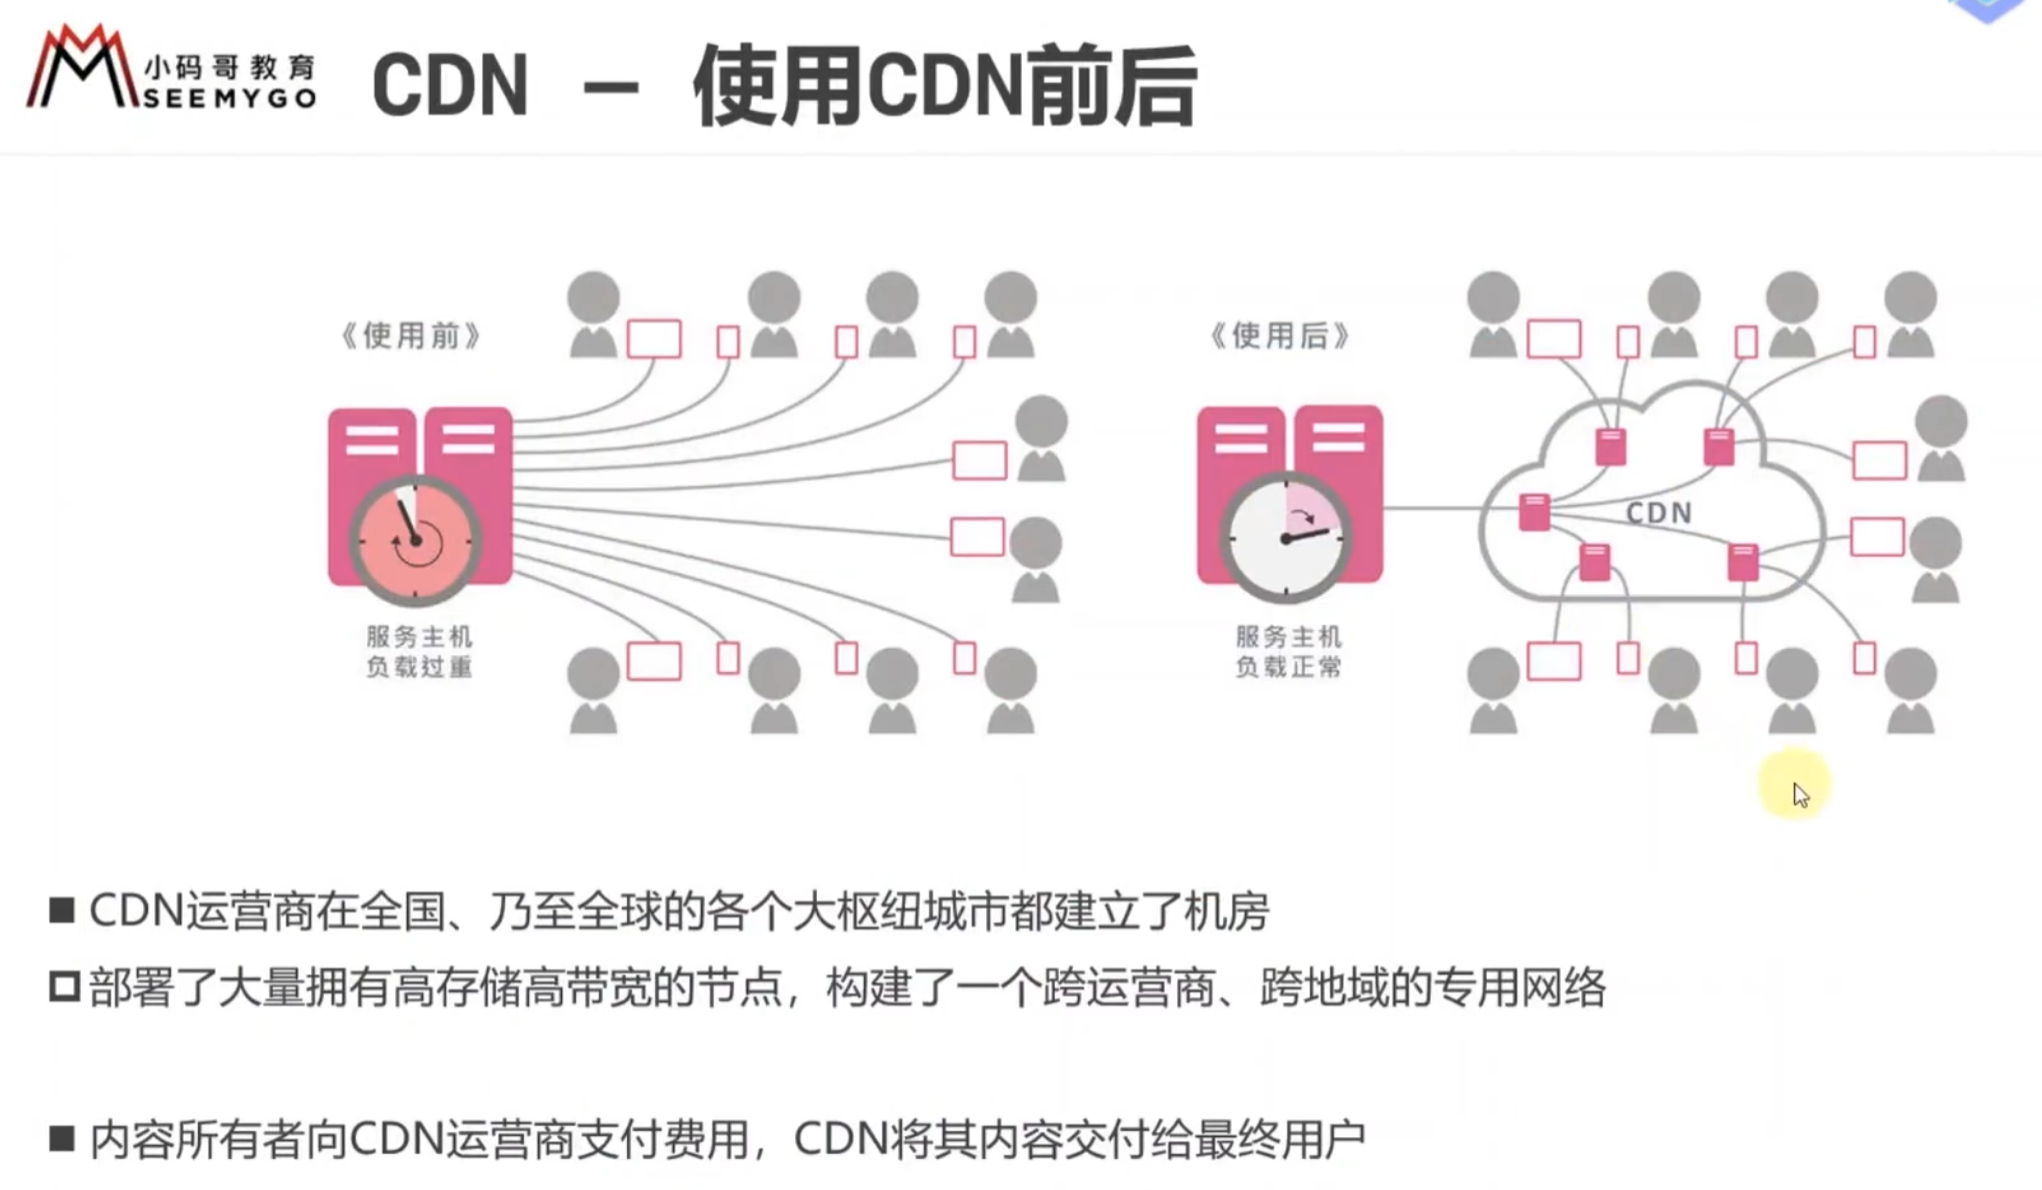 小码哥教育
SEEMYGO
CDN - 使用CDN前后
《使用前》
服务主机
负载过重
《使用后》
CDN
服务主机
负载正常
CDN运营商在全国、乃至全球的各个大枢纽城市都建立了机房
部署了大量拥有高存储高带宽的节点，构建了一个跨运营商、跨地域的专用网络
内容所有者向CDN运营商支付费用，CDN将其内容交付给最终用户